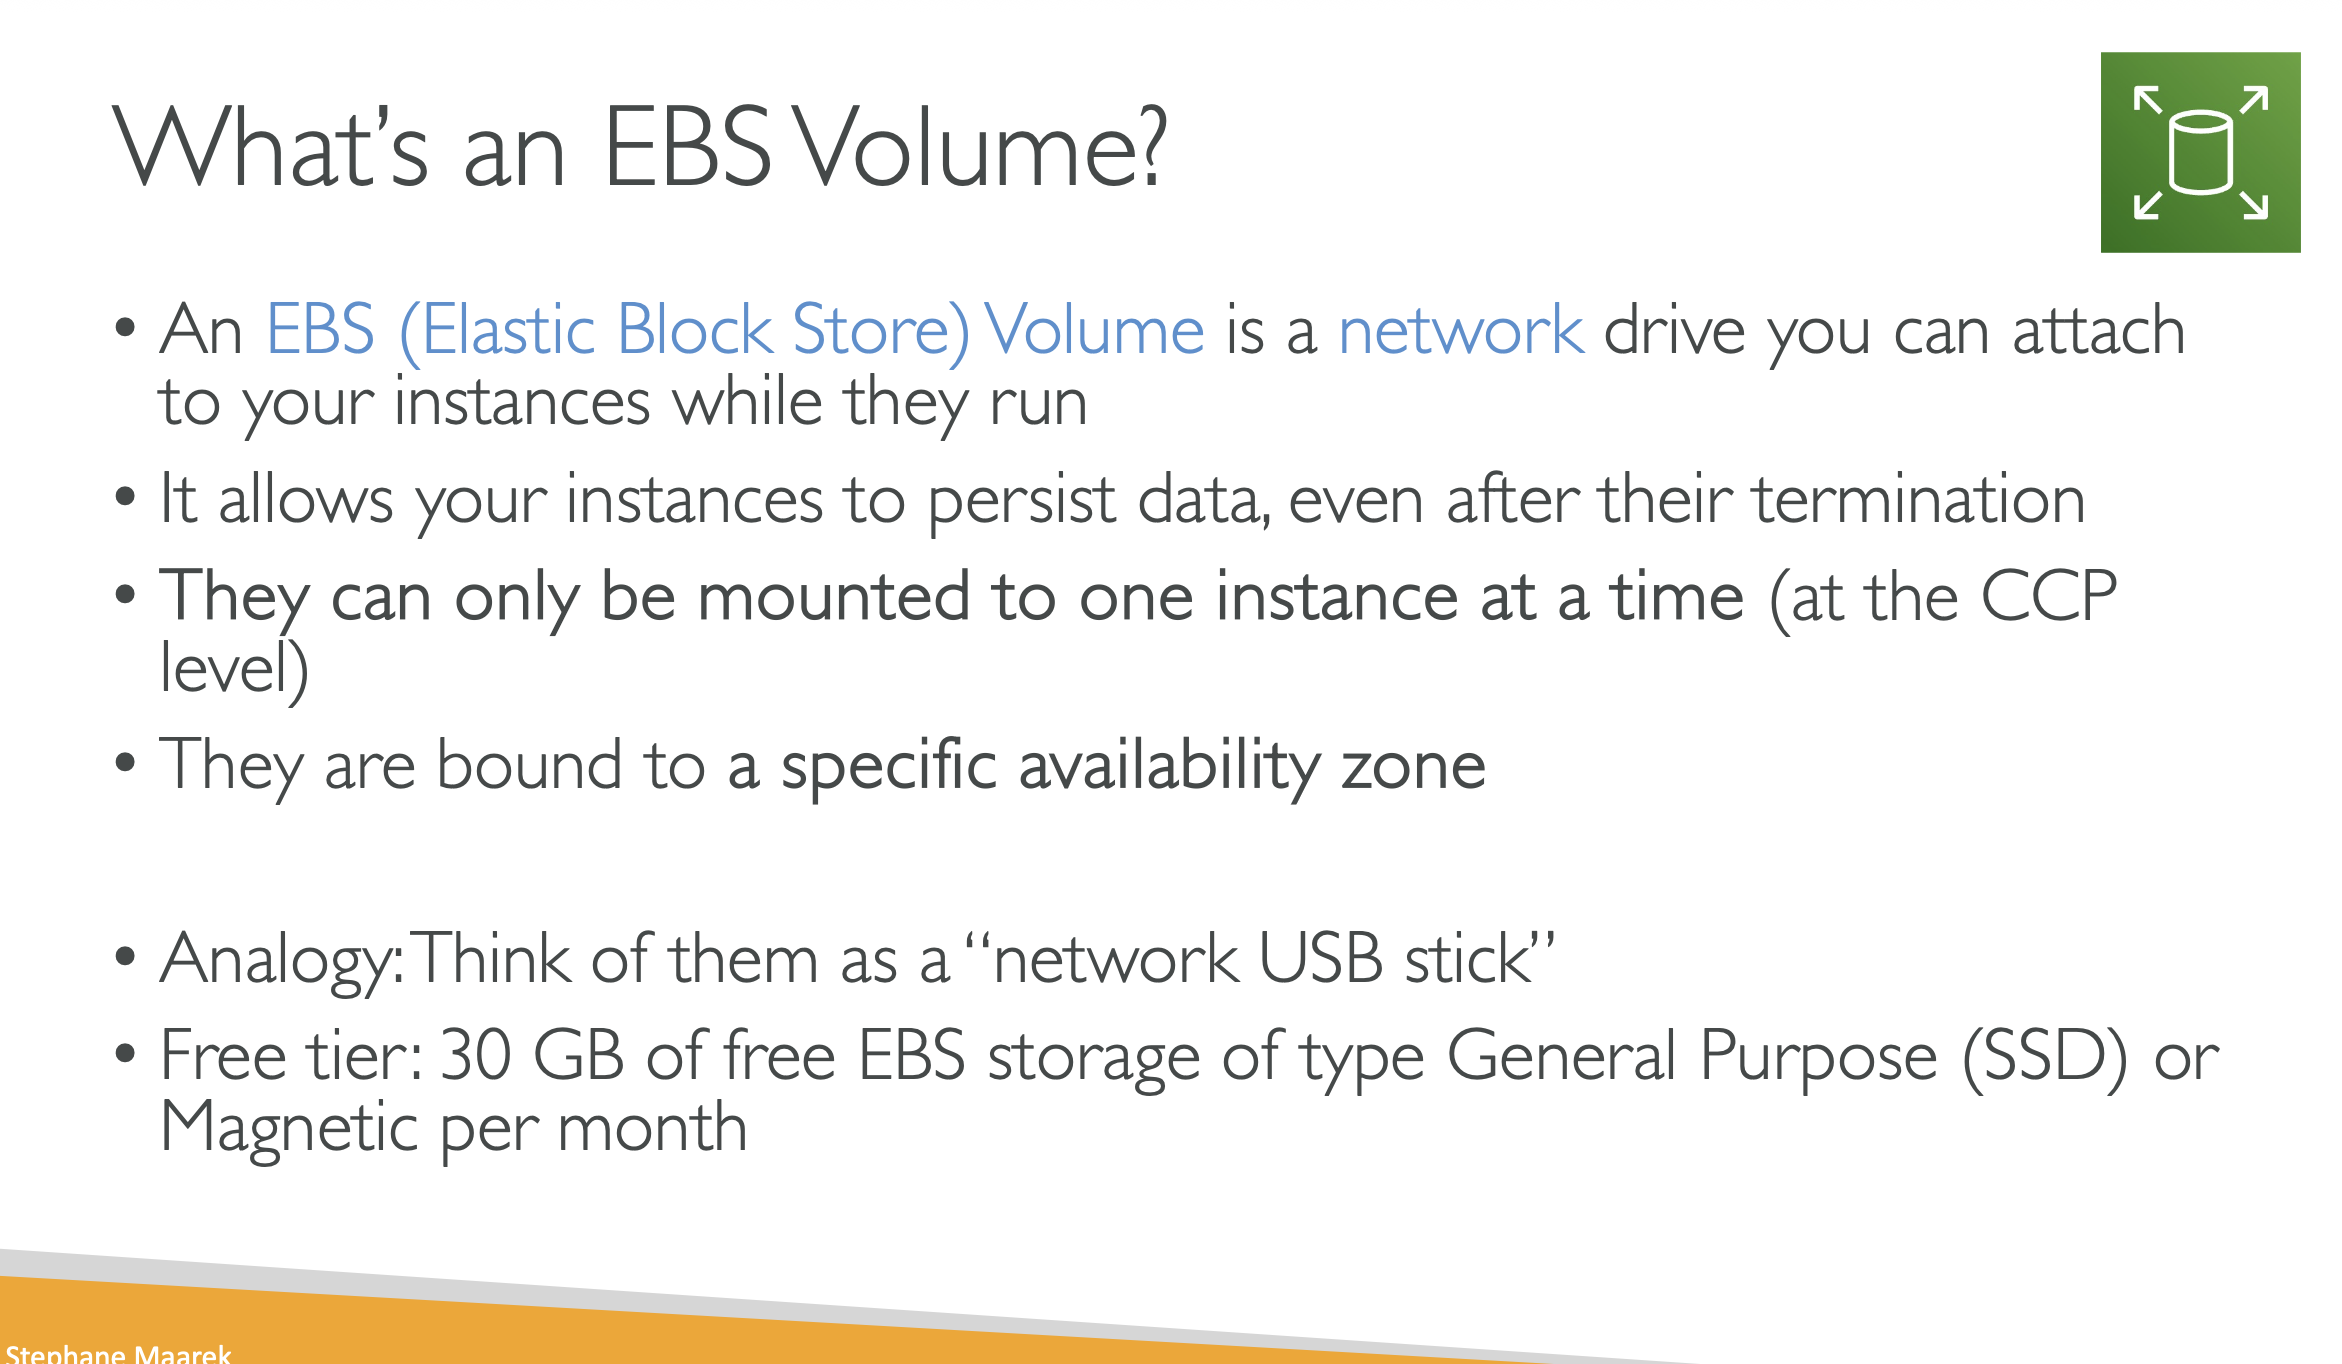 What’s an EBS Volume?
• An EBS (Elastic Block Store) Volume is a network drive you can attach
to your instances while they run
• It allows your instances to persist data, even after their termination
• They can only be mounted to one instance at a time (at the CCP
level)
• They are bound to a specific availability zone
• Analogy: Think of them as a “network USB stick”
• Free tier: 30 GB of free EBS storage of type General Purpose (SSD) or
Magnetic per month
Stephane Maarek